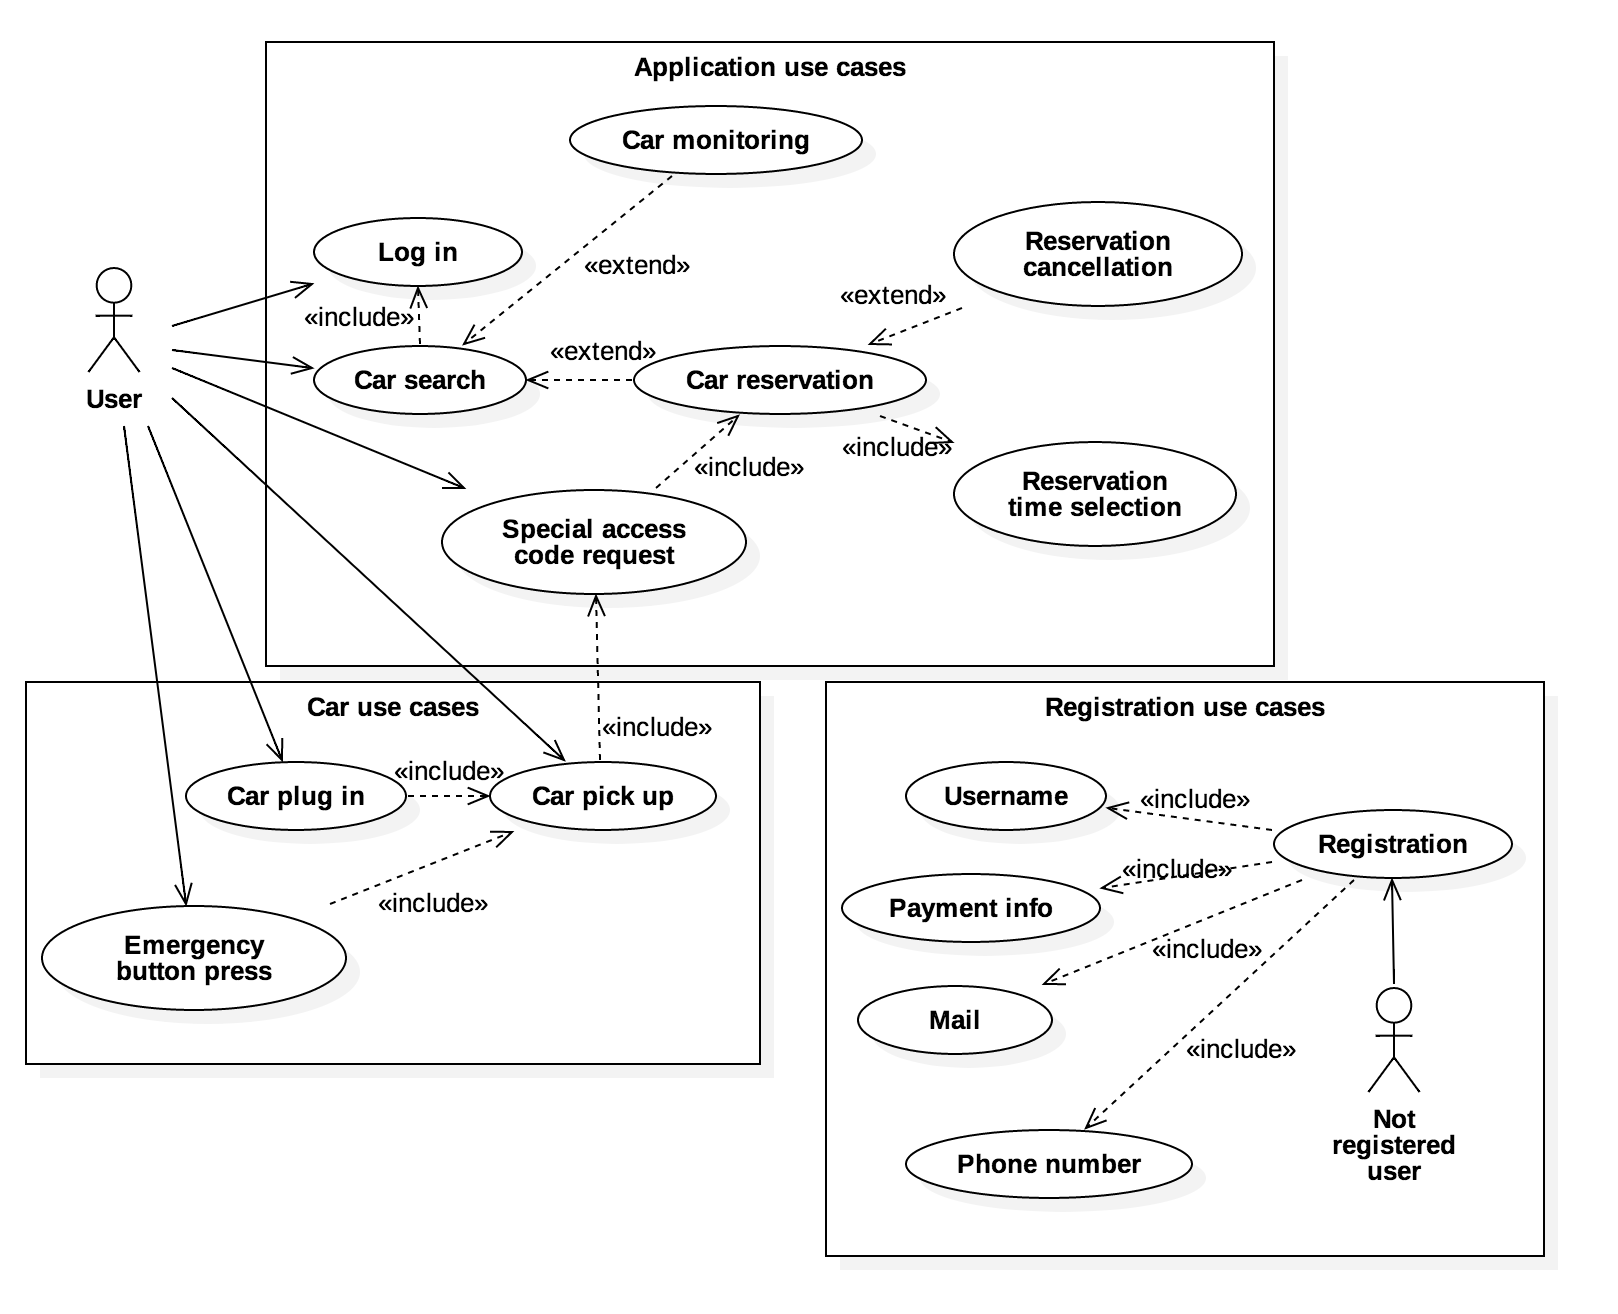 Application use cases
Car monitoring
Log in
«extend»
Reservation
cancellation
«include»
«extend»
User
Car search
«extend»
Car reservation
«include»
«include»
Reservation
time selection
Special access
code request
Car use cases
«include»
Car plug in
«include»
Car pick up
«include»
Emergency
button press
Registration use cases
Username
«include»
Registration
«include»
Payment info
«include»
Mail
«include»
Phone number
Not
registered
user